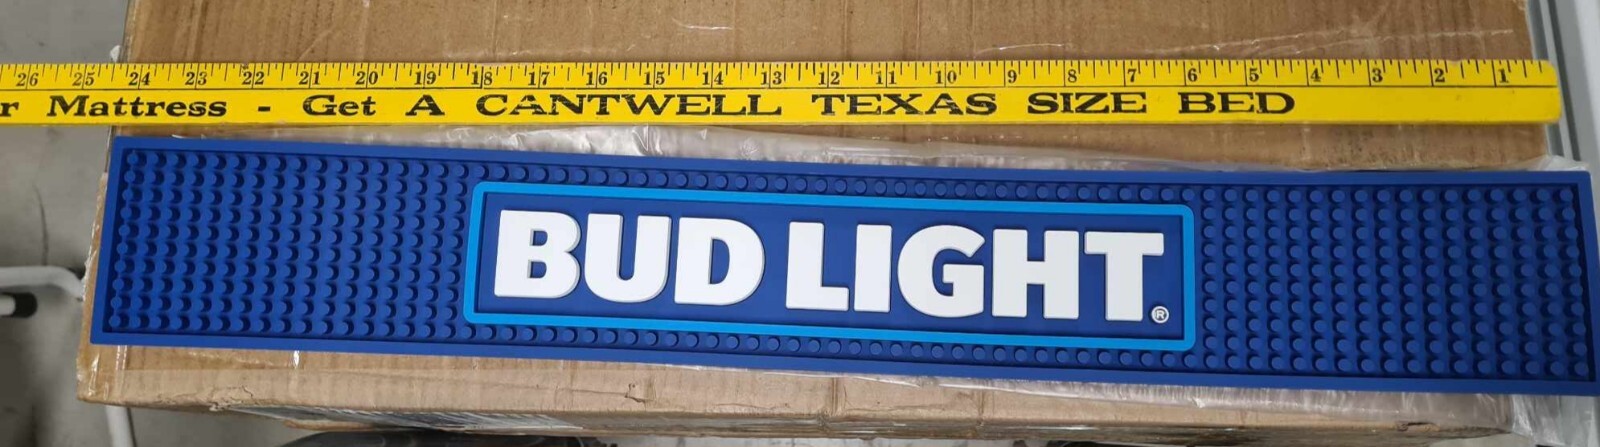 26 25 24 23 22 21 20 19 18 17 16 15 14 13 12 11 10 9 8 7 6 5 4 3 2 1
r Mattress - Get A CANTWELL TEXAS SIZE BED
BUD LIGHT®